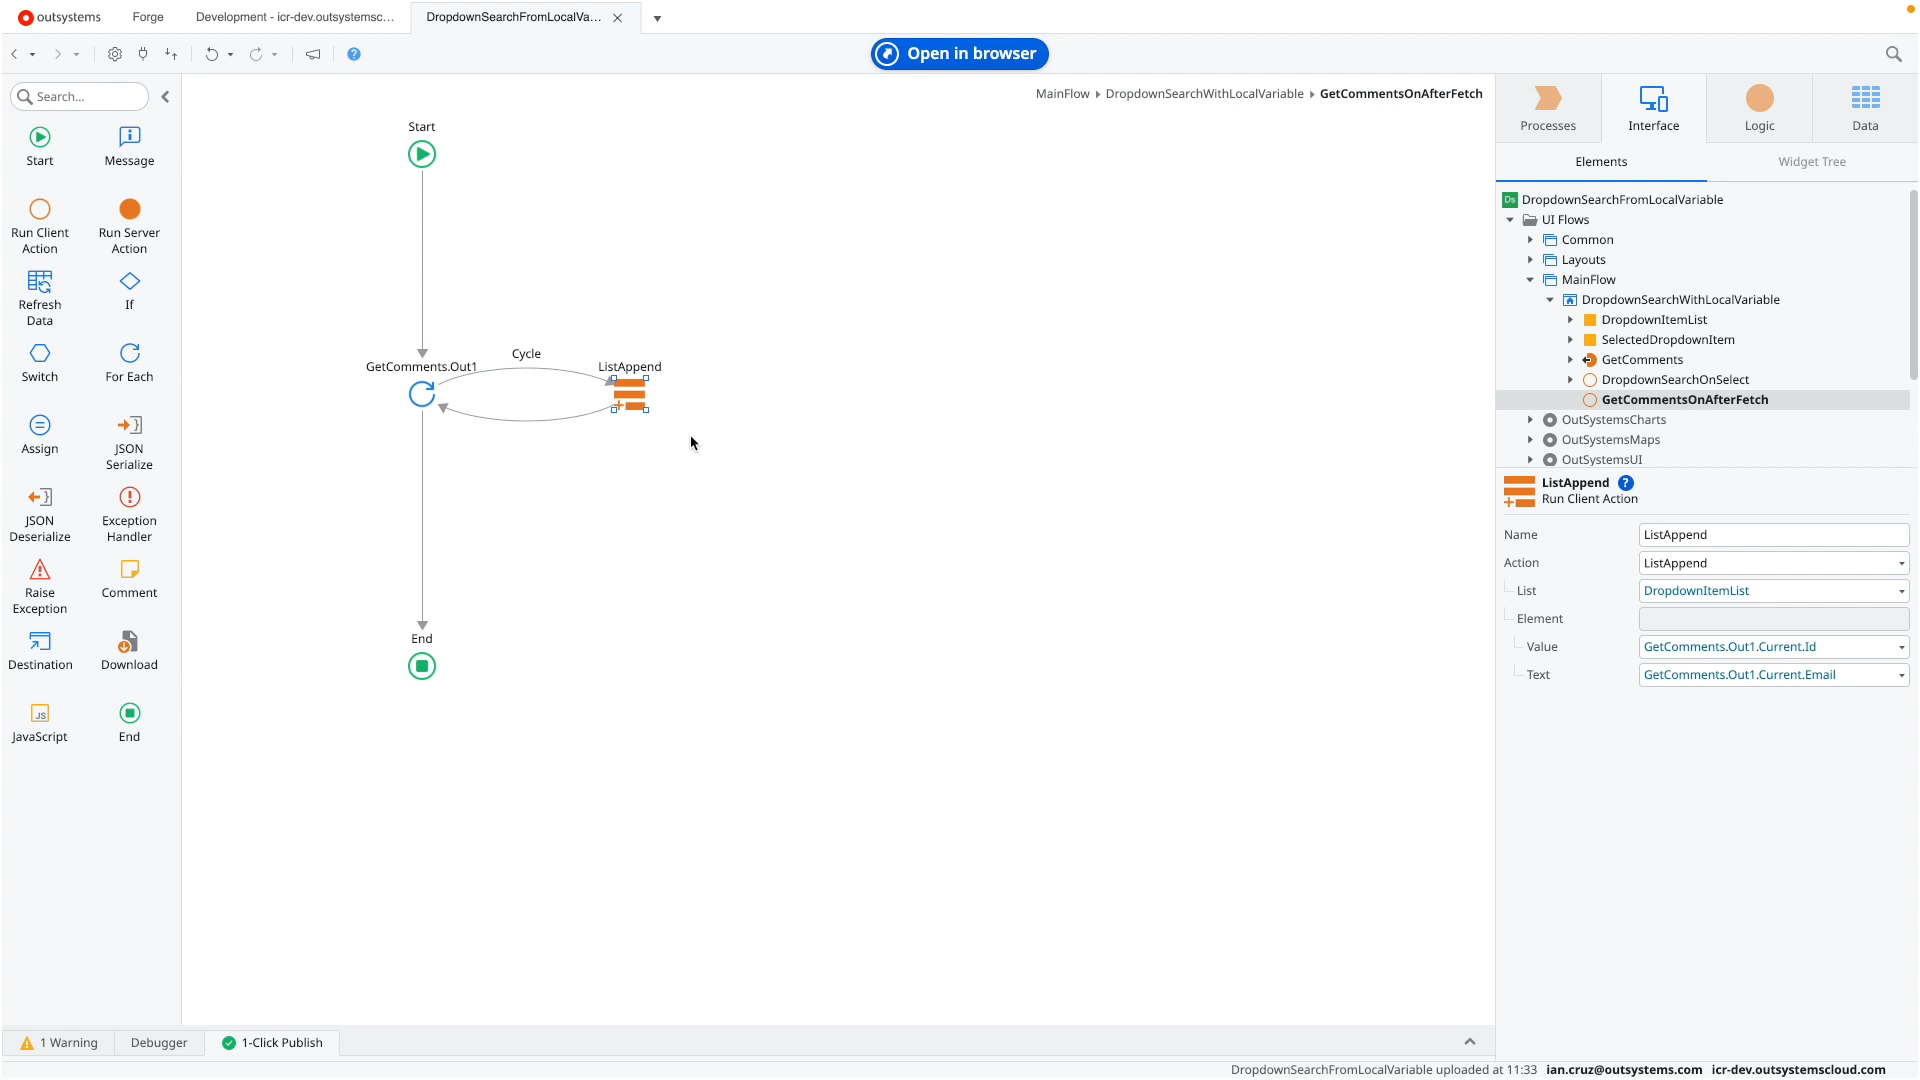 outsystems
Forge
Development - icr-dev.outsystemsc...
DropdownSearchFromLocalVa...
Open in browser
Search...
Start
Message
Run Client Action
Run Server Action
Refresh Data
If
Switch
For Each
Assign
JSON Serialize
JSON Deserialize
Exception Handler
Raise Exception
Comment
Destination
Download
JS
JavaScript
End
MainFlow
DropdownSearchWithLocalVariable
GetCommentsOnAfterFetch
Start
GetComments.Out1
Cycle
ListAppend
End
Processes
Interface
Logic
Data
Elements
Widget Tree
Ds
DropdownSearchFromLocalVariable
UI Flows
Common
Layouts
MainFlow
DropdownSearchWithLocalVariable
DropdownItemList
SelectedDropdownItem
GetComments
DropdownSearchOnSelect
GetCommentsOnAfterFetch
OutSystemsCharts
OutSystemsMaps
OutSystemsUI
ListAppend ?
Run Client Action
Name ListAppend
Action ListAppend
List DropdownItemList
Element
Value GetComments.Out1.Current.Id
Text GetComments.Out1.Current.Email
1 Warning
Debugger
1-Click Publish
DropdownSearchFromLocalVariable uploaded at 11:33 ian.cruz@outsystems.com icr-dev.outsystemscloud.com